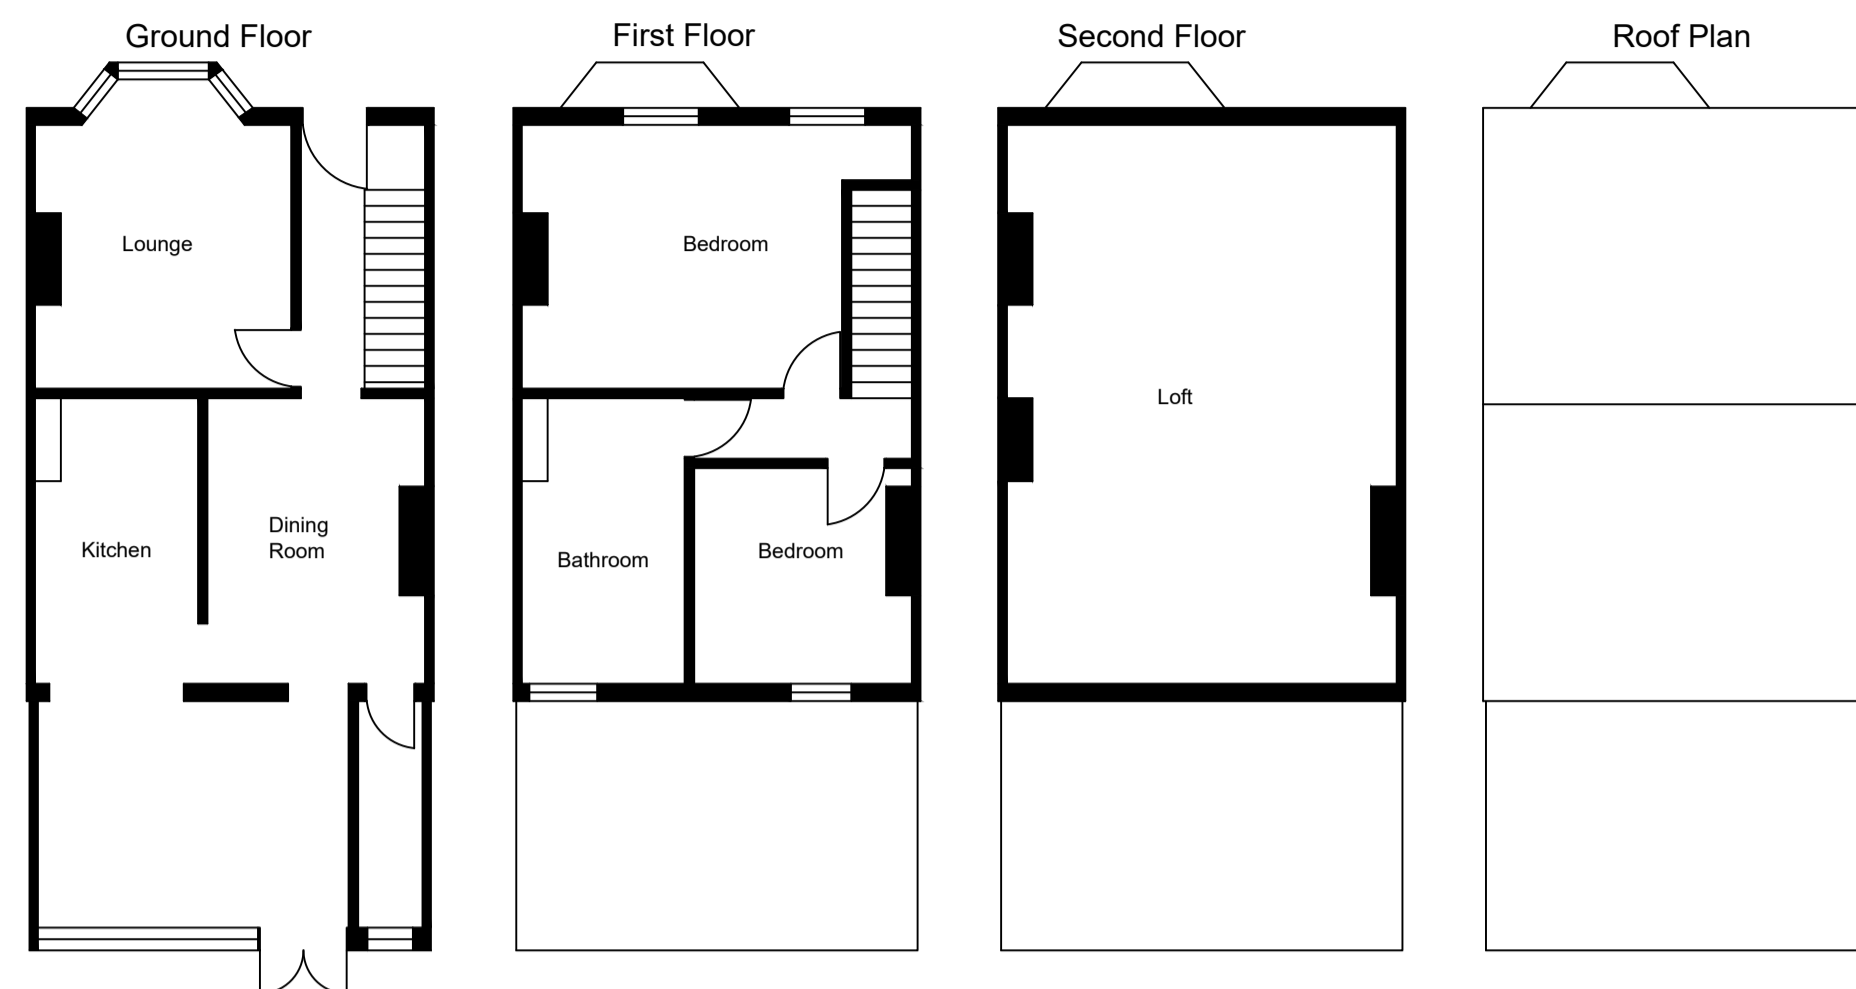 Ground Floor
First Floor
Second Floor
Roof Plan
Lounge
Bedroom
Loft
Kitchen
Dining
Room
Bathroom
Bedroom